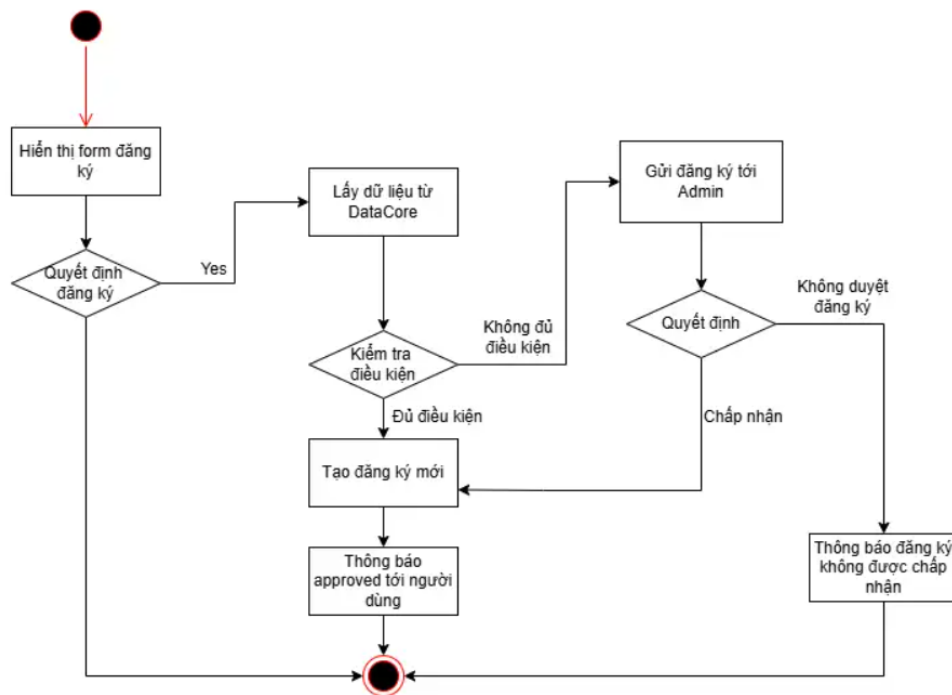 Hiển thị form đăng
ký
Quyết định
đăng ký
Yes
Lấy dữ liệu từ
DataCore
Kiểm tra
điều kiện
Không đủ
điều kiện
Đủ điều kiện
Gửi đăng ký tới
Admin
Quyết định
Không duyệt
đăng ký
Chấp nhận
Tạo đăng ký mới
Thông báo
approved tới người
dùng
Thông báo đăng ký
không được chấp
nhận